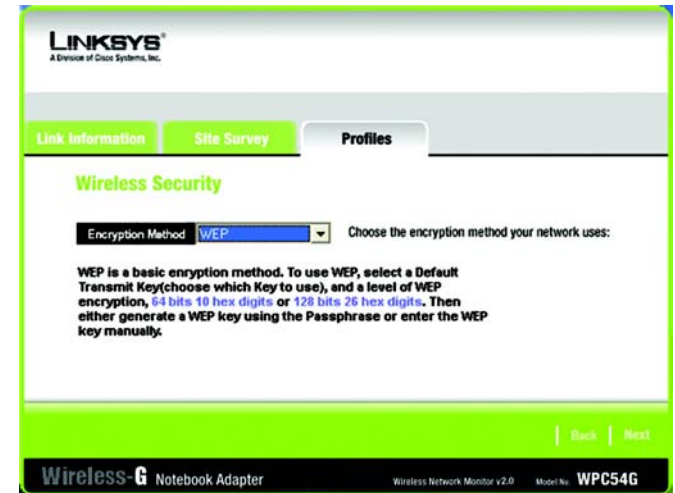 LINKSYS®
A Division of Cisco Systems, Inc.
Link Information Site Survey Profiles
Wireless Security
Encryption Method WEP Choose the encryption method your network uses:
WEP is a basic enryption method. To use WEP, select a Default
Transmit Key(choose which Key to use), and a level of WEP
encryption, 64 bits 10 hex digits or 128 bits 26 hex digits. Then
either generate a WEP key using the Passphrase or enter the WEP
key manually.
Back Next
Wireless-G Notebook Adapter Wireless Network Monitor v2.0 Model No. WPC54G